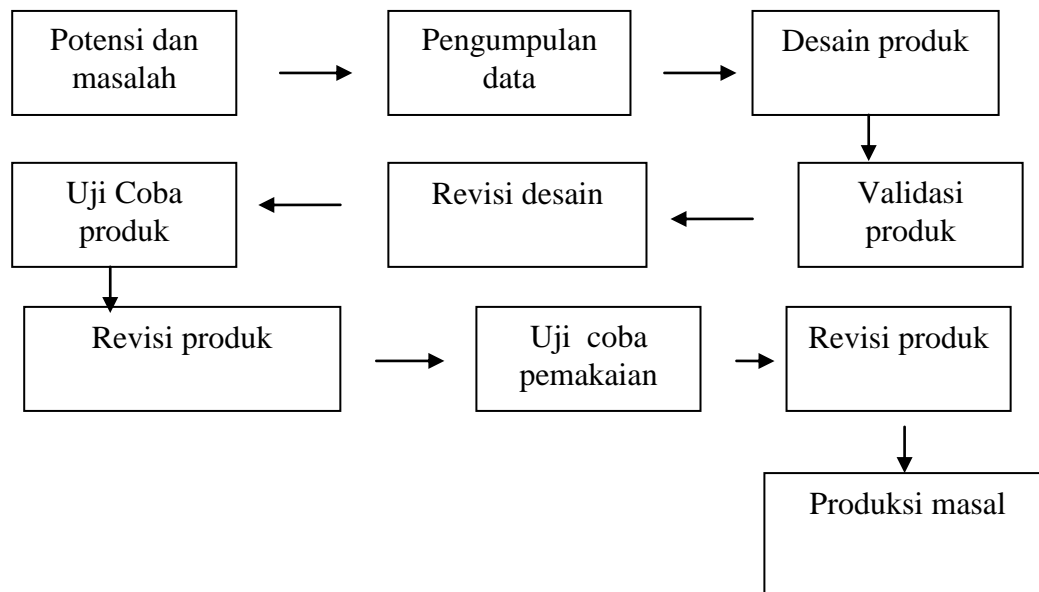 Potensi dan
masalah
Pengumpulan
data
Desain produk
Validasi
produk
Revisi desain
Uji Coba
produk
Revisi produk
Uji coba
pemakaian
Revisi produk
Produksi masal